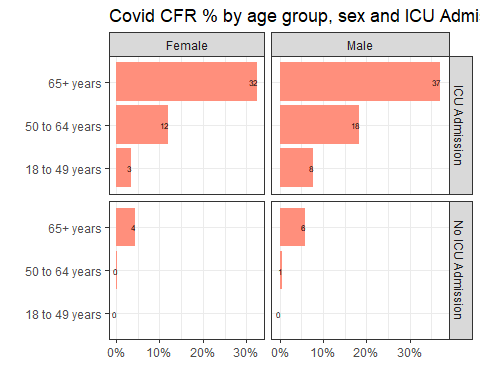 Covid CFR % by age group, sex and ICU Admis
Female Male
65+ years 32 37
50 to 64 years 12 18
18 to 49 years 3 8
ICU Admission
65+ years 4 6
50 to 64 years 0 1
18 to 49 years 0 0
No ICU Admission
0% 10% 20% 30% 0% 10% 20% 30%